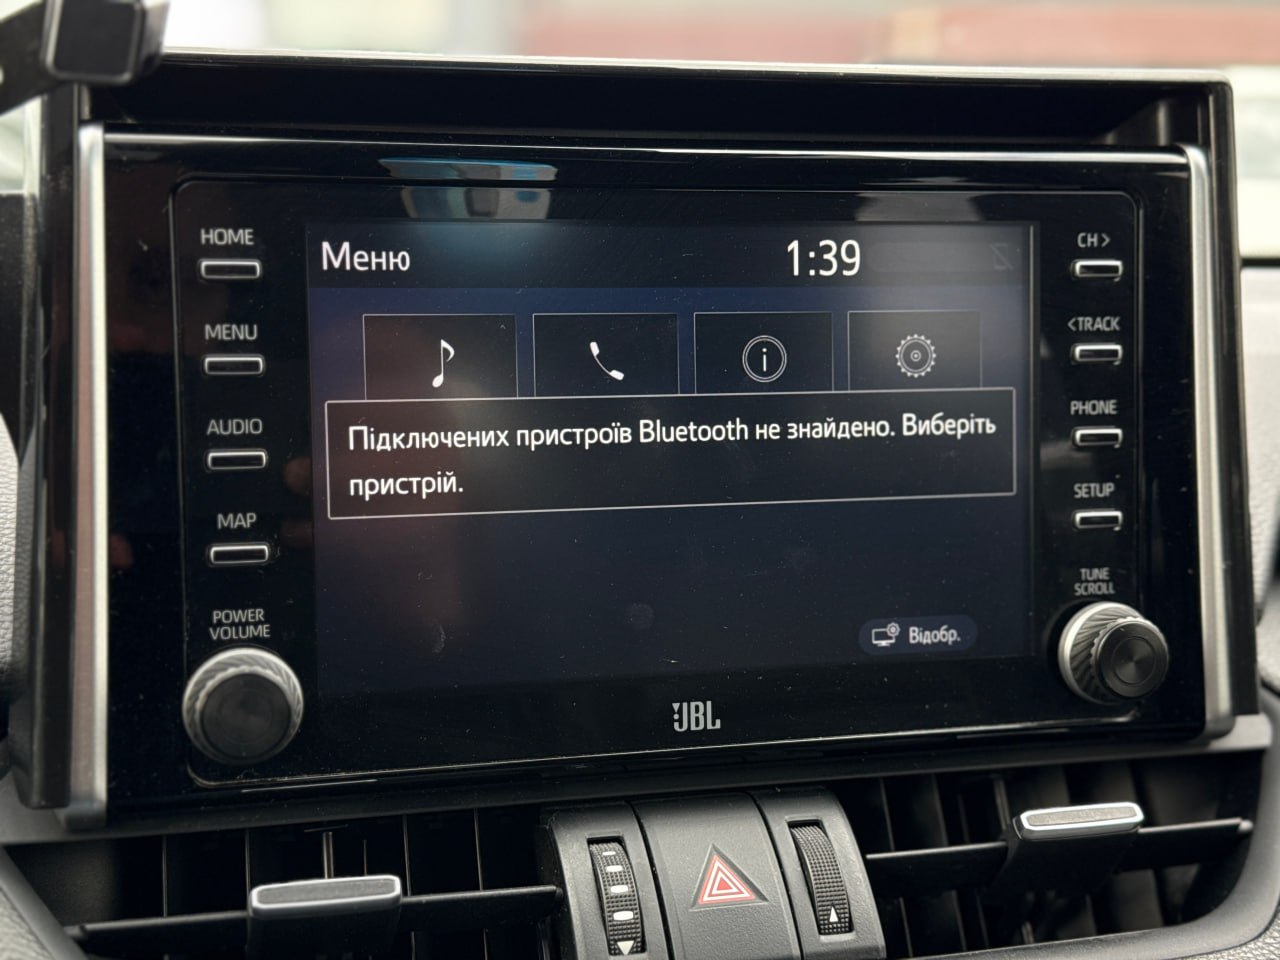 HOME
MENU
AUDIO
MAP
POWER
VOLUME
Меню
1:39
Підключених пристроїв Bluetooth не знайдено. Виберіть
пристрій.
Відобр.
JBL
CH >
< TRACK
PHONE
SETUP
TUNE
SCROLL